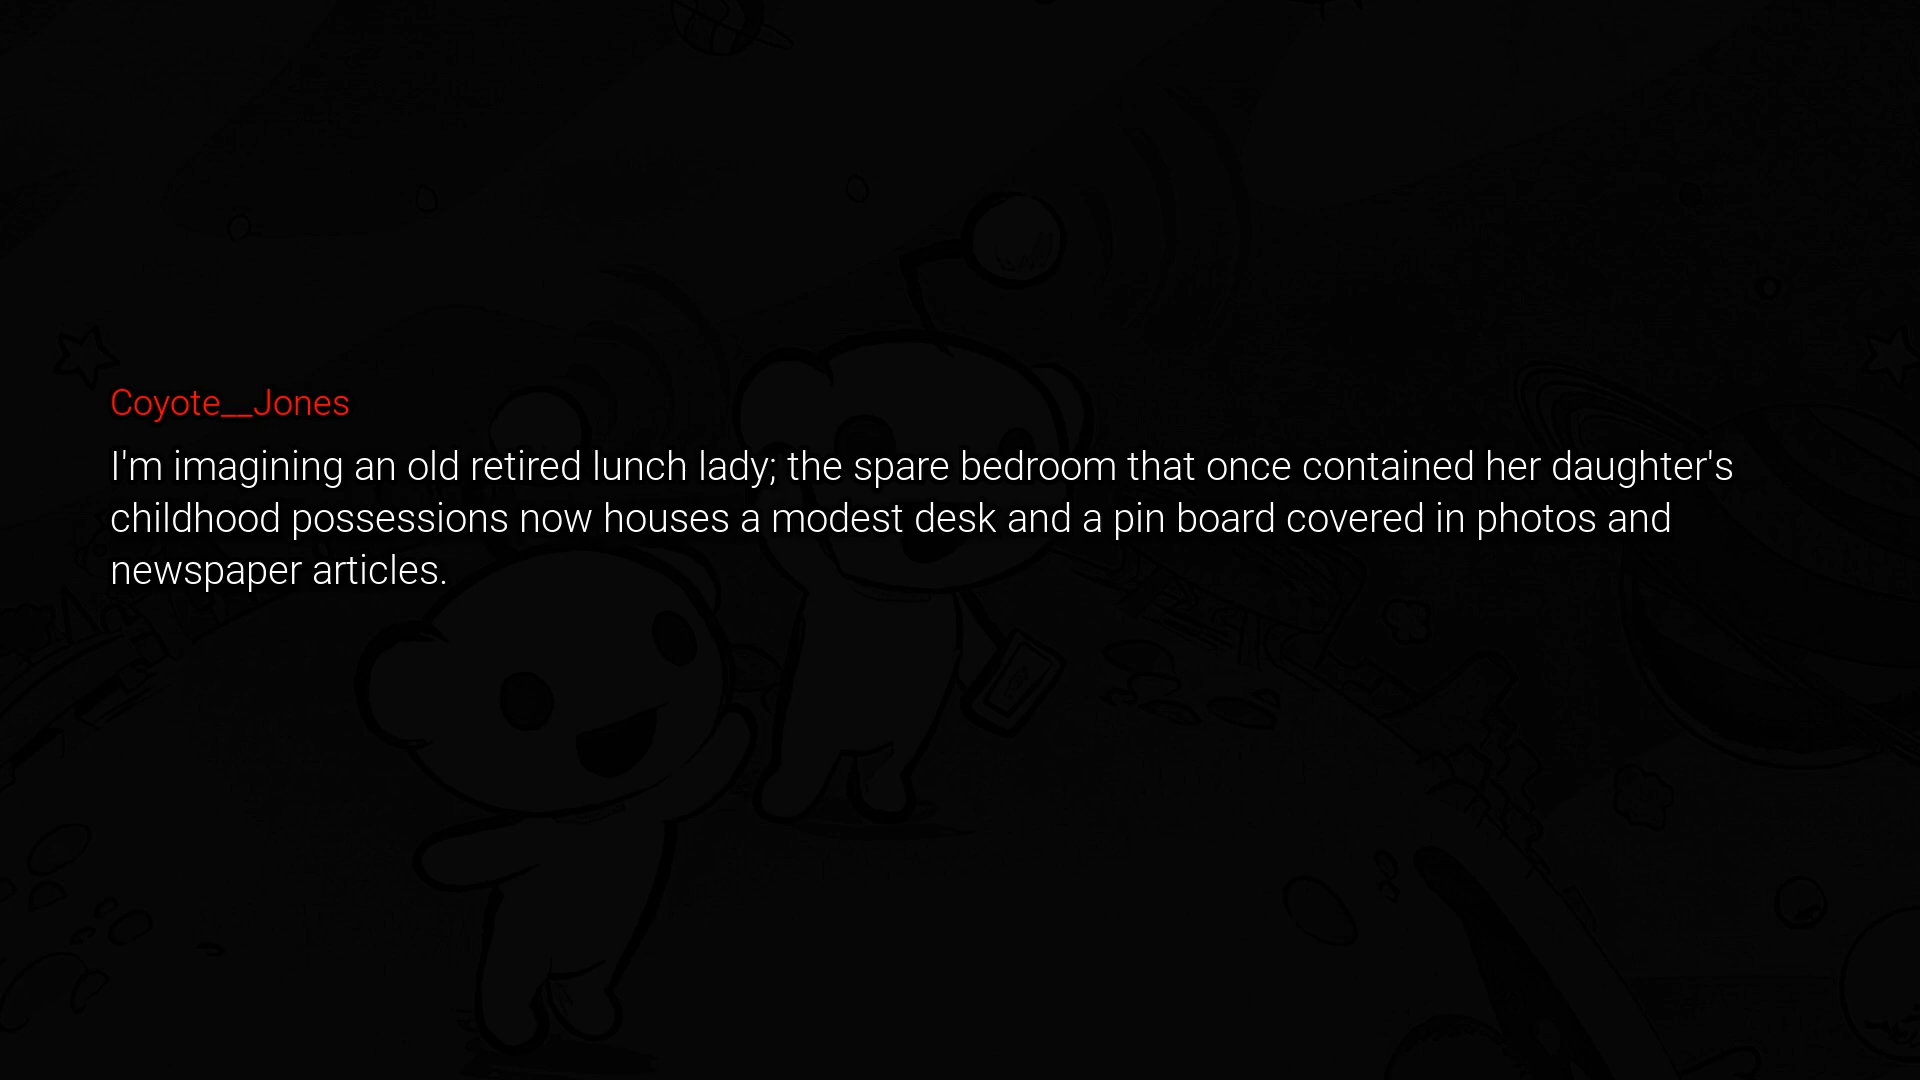 Coyote__Jones
I'm imagining an old retired lunch lady; the spare bedroom that once contained her daughter's
childhood possessions now houses a modest desk and a pin board covered in photos and
newspaper articles.